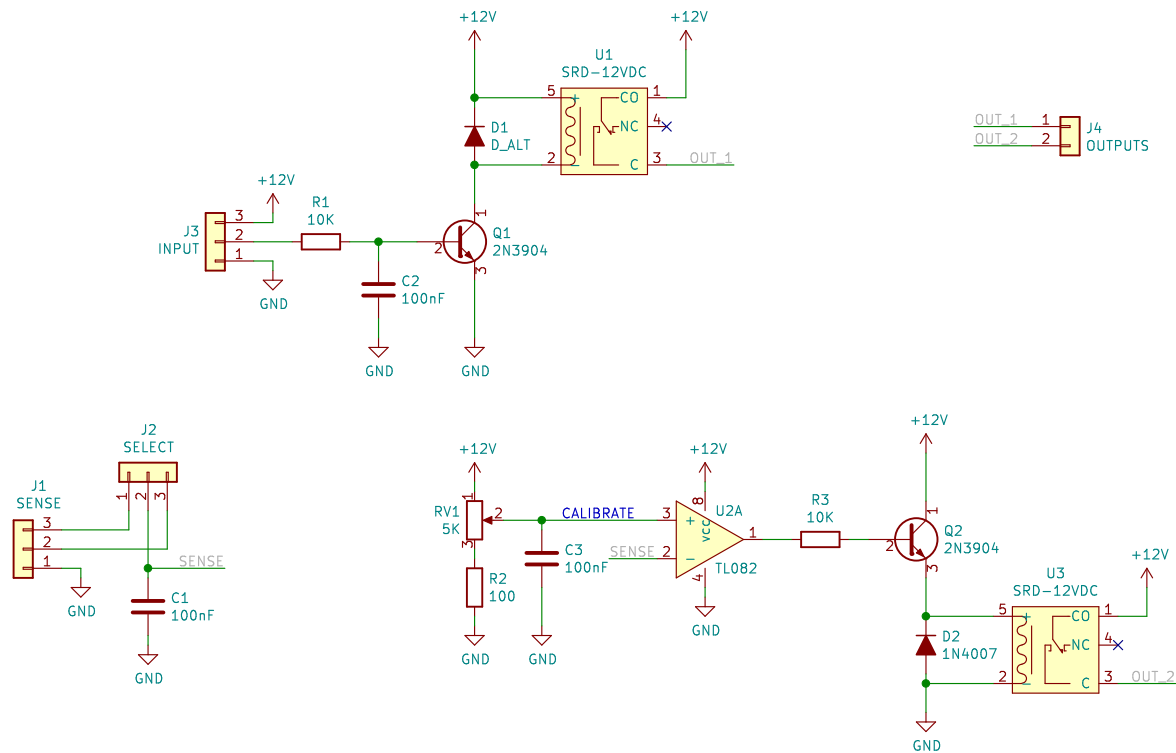 +12V
+12V
U1
SRD-12VDC
5
+
CO
1
D1
D_ALT
NC
4
2
-
C
3
OUT_1
OUT_1
1
OUT_2
2
J4
OUTPUTS
+12V
J3
INPUT
3
2
1
R1
10K
GND
C2
100nF
GND
1
2
3
Q1
2N3904
GND
J2
SELECT
1
2
3
J1
SENSE
3
2
1
GND
SENSE
C1
100nF
GND
+12V
RV1
5K
1
2
3
CALIBRATE
R2
100
GND
C3
100nF
GND
SENSE
+12V
8
VCC
U2A
3
+
2
-
1
4
TL082
GND
R3
10K
+12V
1
2
3
Q2
2N3904
+12V
U3
SRD-12VDC
5
+
CO
1
D2
1N4007
NC
4
2
-
C
3
OUT_2
GND